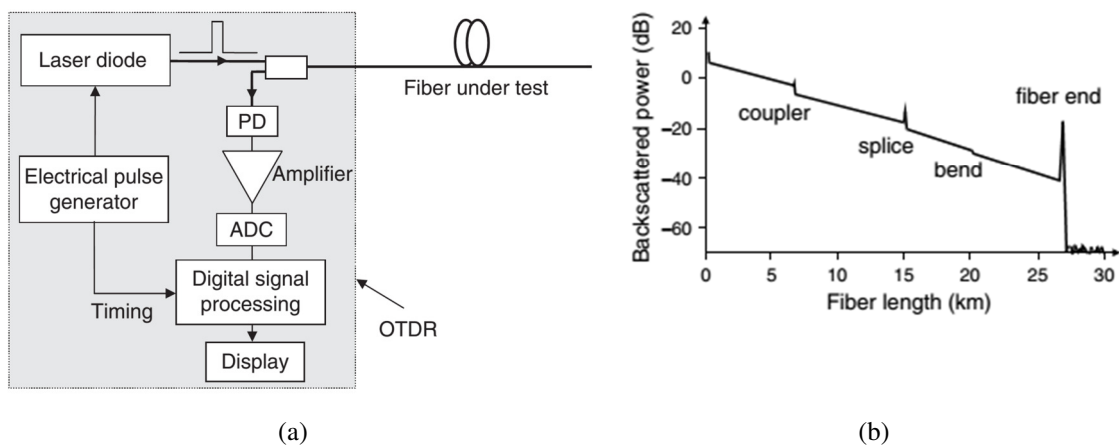 Laser diode
Fiber under test
PD
Amplifier
Electrical pulse
generator
ADC
Digital signal
processing
Timing
OTDR
Display
(a)
Backscattered power (dB)
20
0
−20
−40
−60
coupler
splice
bend
fiber end
0
5
10
15
20
25
30
Fiber length (km)
(b)